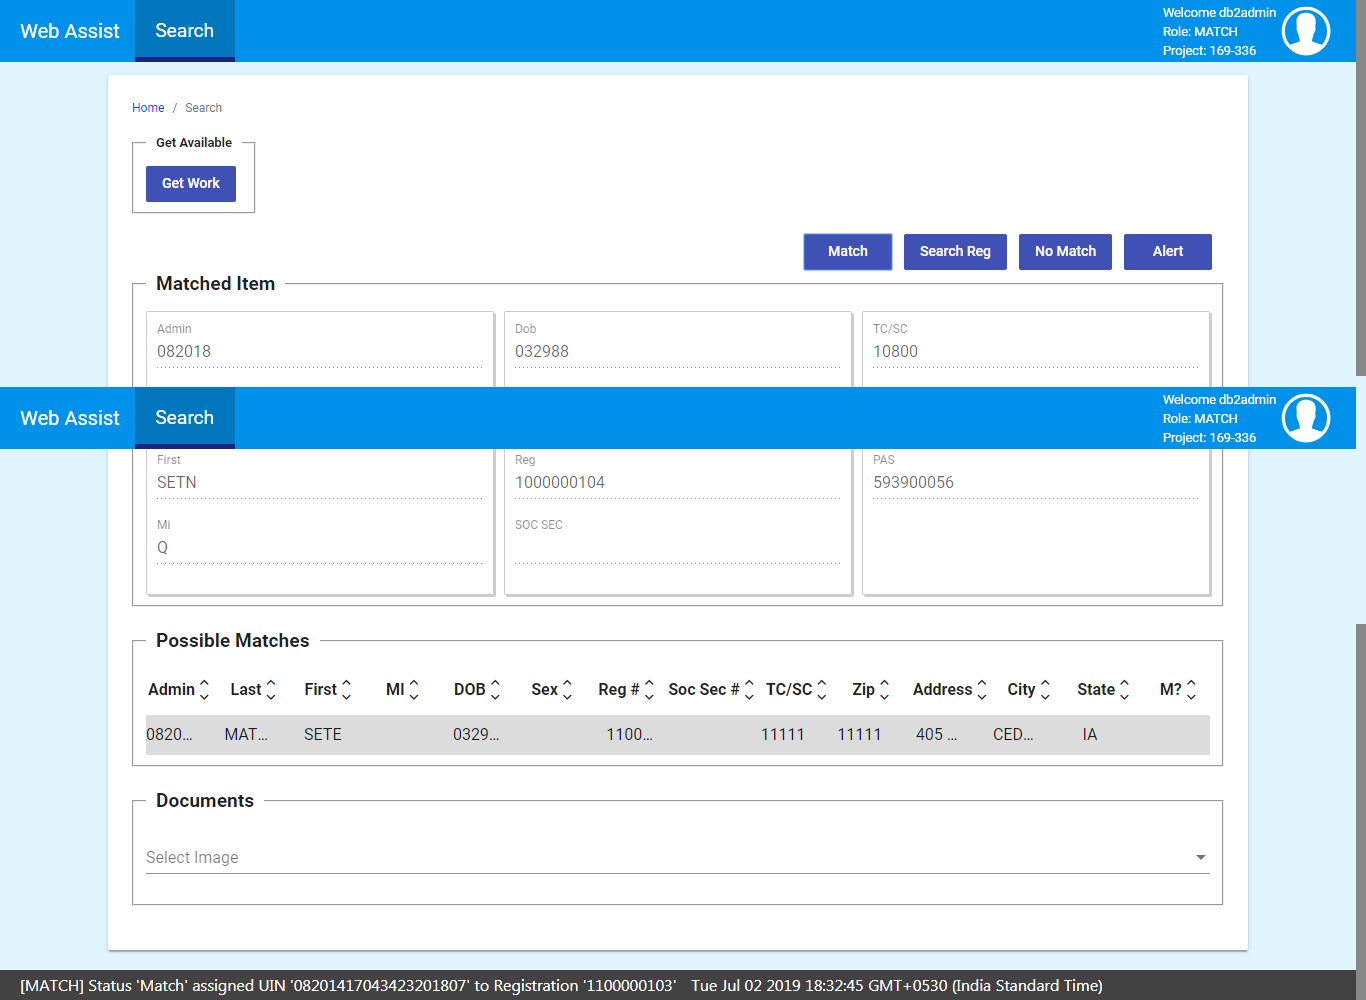 Web Assist Search Welcome db2admin
Role: MATCH
Project: 169-336
Home / Search
Get Available
Get Work
Match Search Reg No Match Alert
Matched Item
Admin Dob TC/SC
082018 032988 10800
Web Assist Search Welcome db2admin
Role: MATCH
Project: 169-336
First Reg PAS
SETN 1000000104 593900056
Mi SOC SEC
Q
Possible Matches
Admin Last First MI DOB Sex Reg # Soc Sec # TC/SC Zip Address City State M?
0820... MAT... SETE 0329... 1100... 11111 11111 405 ... CED... IA
Documents
Select Image
[MATCH] Status 'Match' assigned UIN '08201417043423201807' to Registration '1100000103' Tue Jul 02 2019 18:32:45 GMT+0530 (India Standard Time)